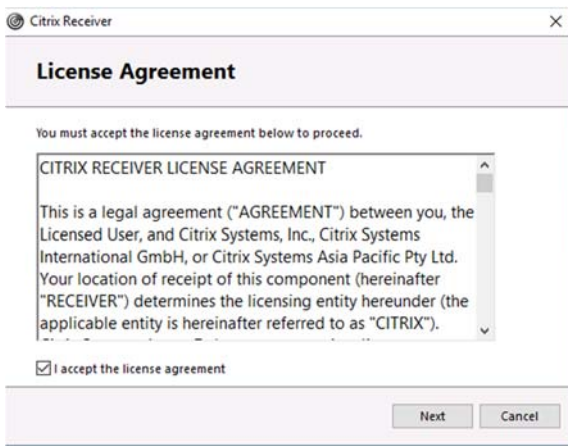 Citrix Receiver
License Agreement
You must accept the license agreement below to proceed.
CITRIX RECEIVER LICENSE AGREEMENT
This is a legal agreement ("AGREEMENT") between you, the
Licensed User, and Citrix Systems, Inc., Citrix Systems
International GmbH, or Citrix Systems Asia Pacific Pty Ltd.
Your location of receipt of this component (hereinafter
"RECEIVER") determines the licensing entity hereunder (the
applicable entity is hereinafter referred to as "CITRIX").
I accept the license agreement
Next Cancel